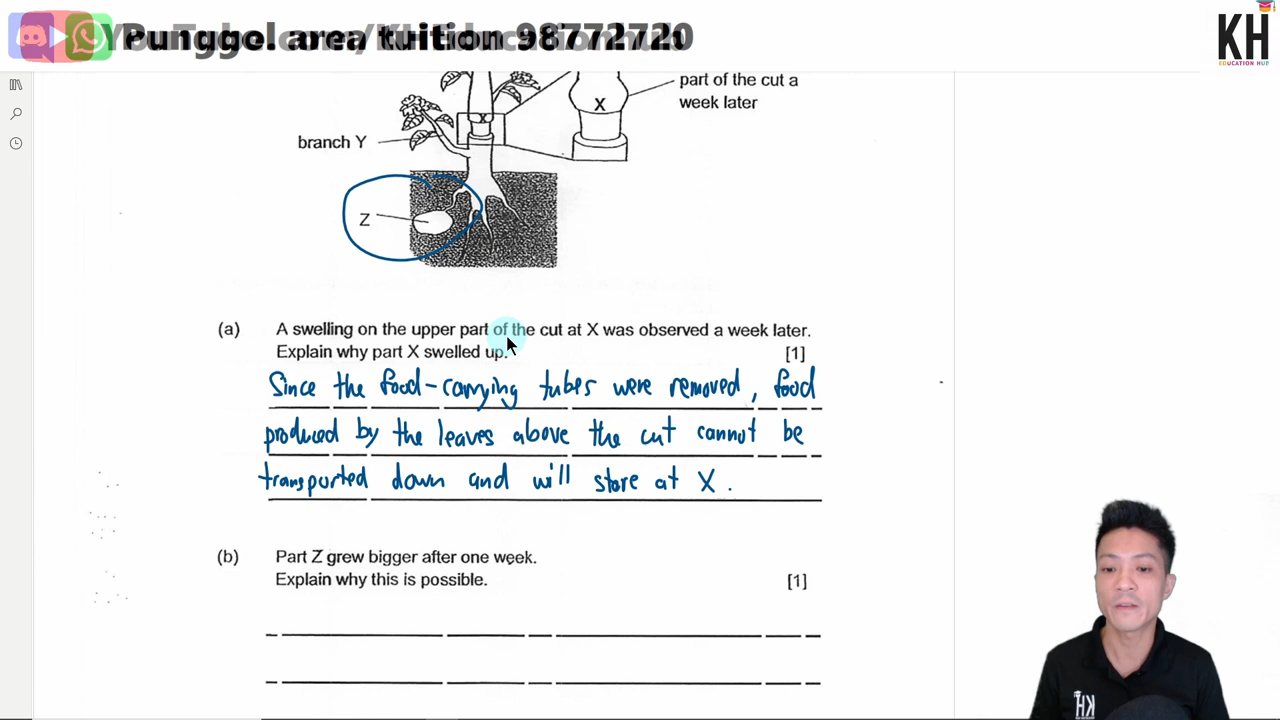 Punggol area tuition 98772720
KH
EDUCATION HUP
part of the cut a
week later
X
X
branch Y
Z
(a) A swelling on the upper part of the cut at X was observed a week later.
Explain why part X swelled up. [1]
Since the food-carrying tubes were removed, food
produced by the leaves above the cut cannot be
transported down and will store at X.
(b) Part Z grew bigger after one week.
Explain why this is possible. [1]
KH